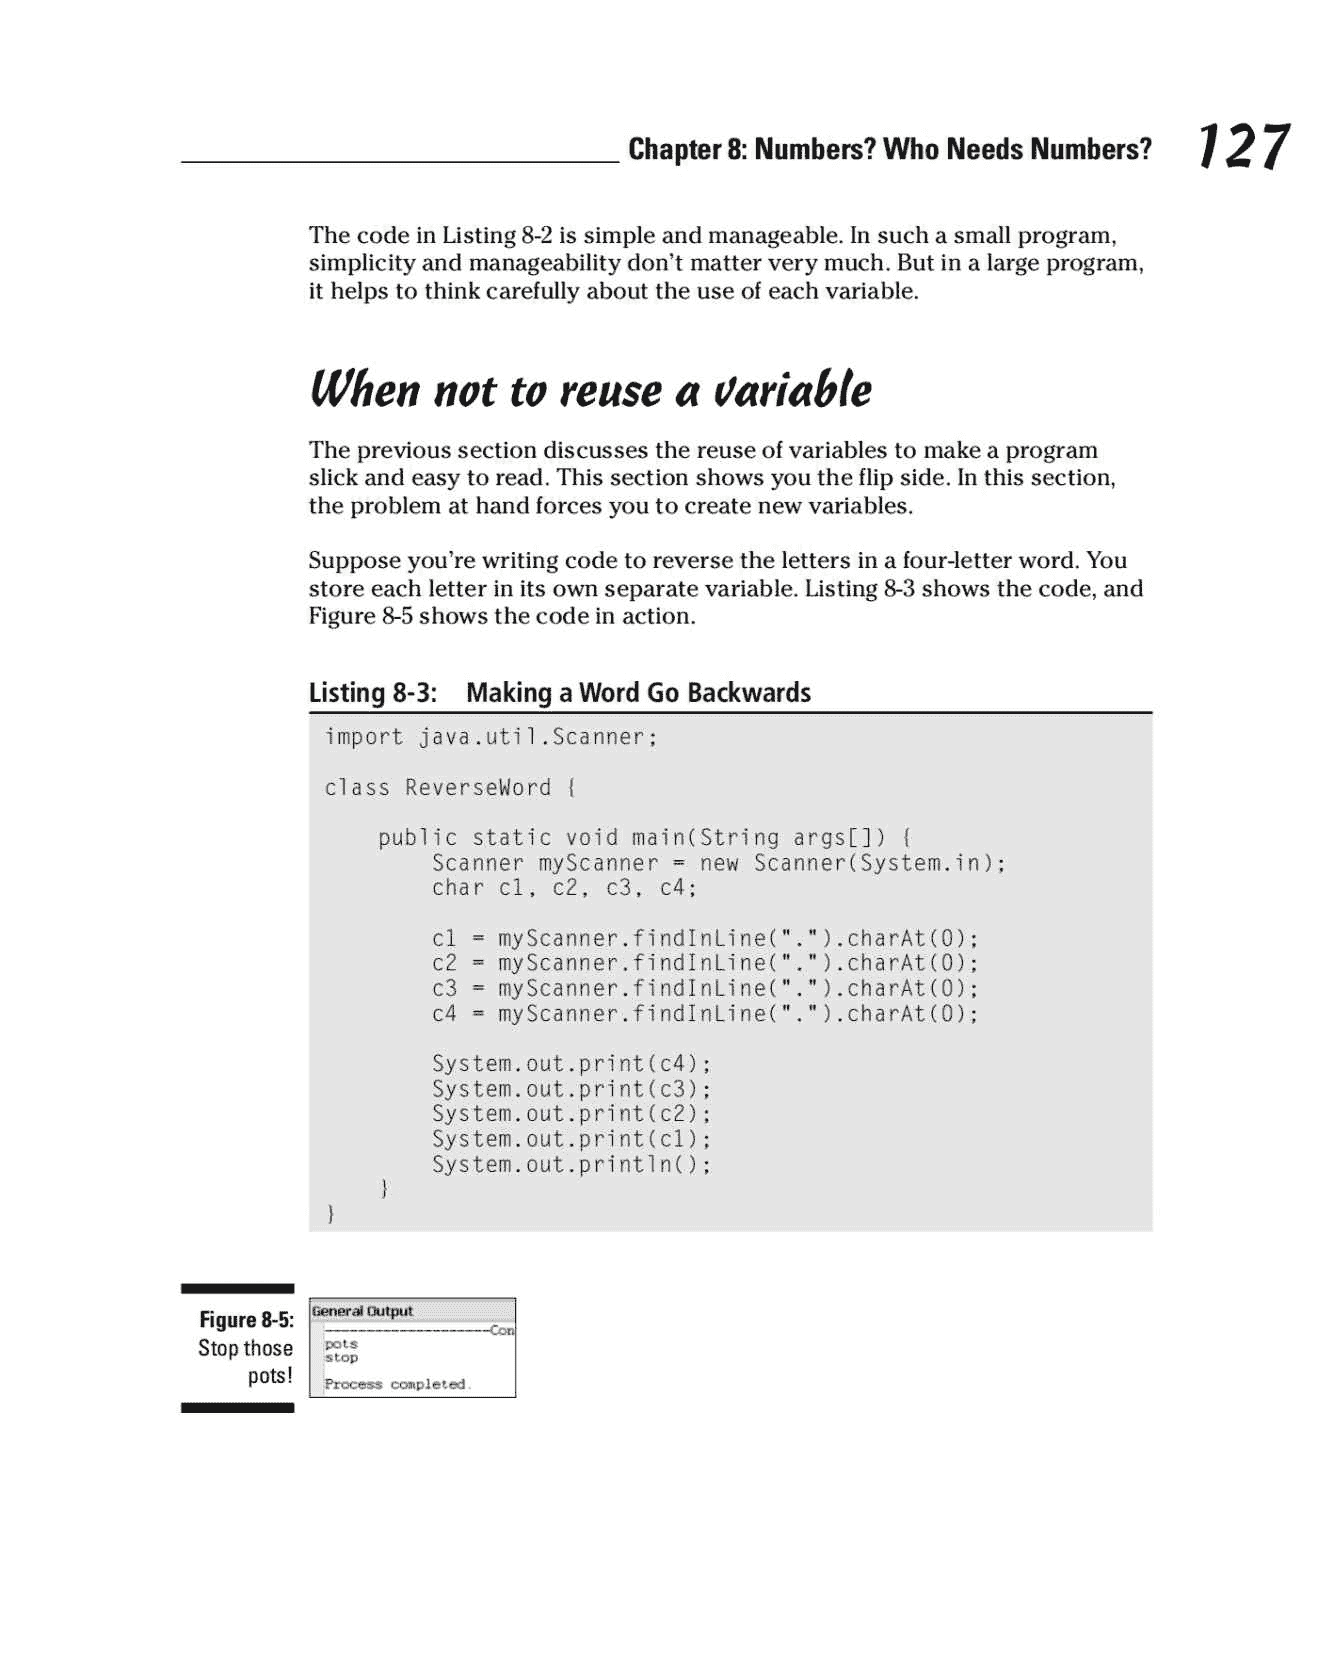 Chapter 8: Numbers? Who Needs Numbers? 127
The code in Listing 8-2 is simple and manageable. In such a small program,
simplicity and manageability don't matter very much. But in a large program,
it helps to think carefully about the use of each variable.
When not to reuse a variable
The previous section discusses the reuse of variables to make a program
slick and easy to read. This section shows you the flip side. In this section,
the problem at hand forces you to create new variables.
Suppose you're writing code to reverse the letters in a four-letter word. You
store each letter in its own separate variable. Listing 8-3 shows the code, and
Figure 8-5 shows the code in action.
Listing 8-3: Making a Word Go Backwards
import java.util.Scanner;
class ReverseWord {
public static void main(String args[]) {
Scanner myScanner = new Scanner(System.in);
char c1, c2, c3, c4;
c1 = myScanner.findInLine(".").charAt(0);
c2 = myScanner.findInLine(".").charAt(0);
c3 = myScanner.findInLine(".").charAt(0);
c4 = myScanner.findInLine(".").charAt(0);
System.out.print(c4);
System.out.print(c3);
System.out.print(c2);
System.out.print(c1);
System.out.println();
}
}
Figure 8-5:
Stop those
pots!
General Output
--------------------Con
pots
stop
Process completed.